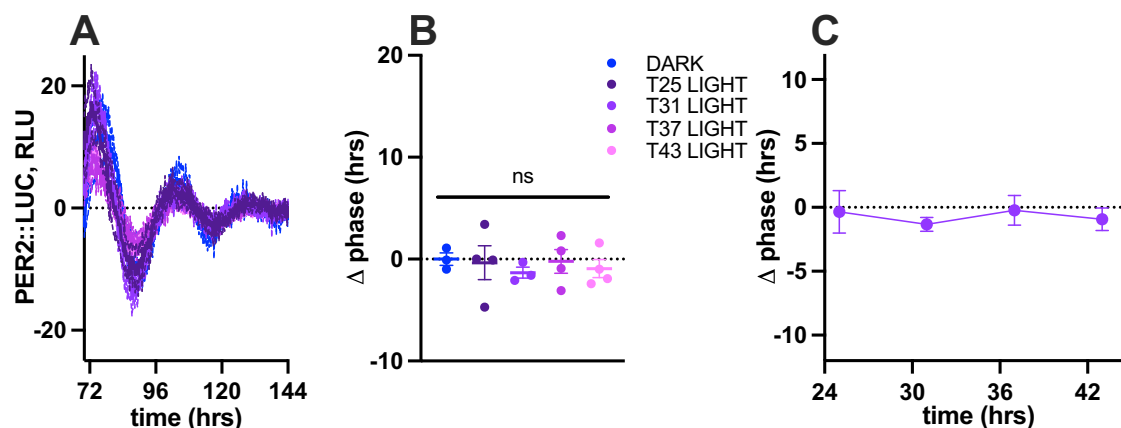 A
PER2::LUC, RLU
20
0
-20
72 96 120 144
time (hrs)
B
Δ phase (hrs)
20
10
0
-10
ns
DARK
T25 LIGHT
T31 LIGHT
T37 LIGHT
T43 LIGHT
C
Δ phase (hrs)
10
5
0
-5
-10
24 30 36 42
time (hrs)